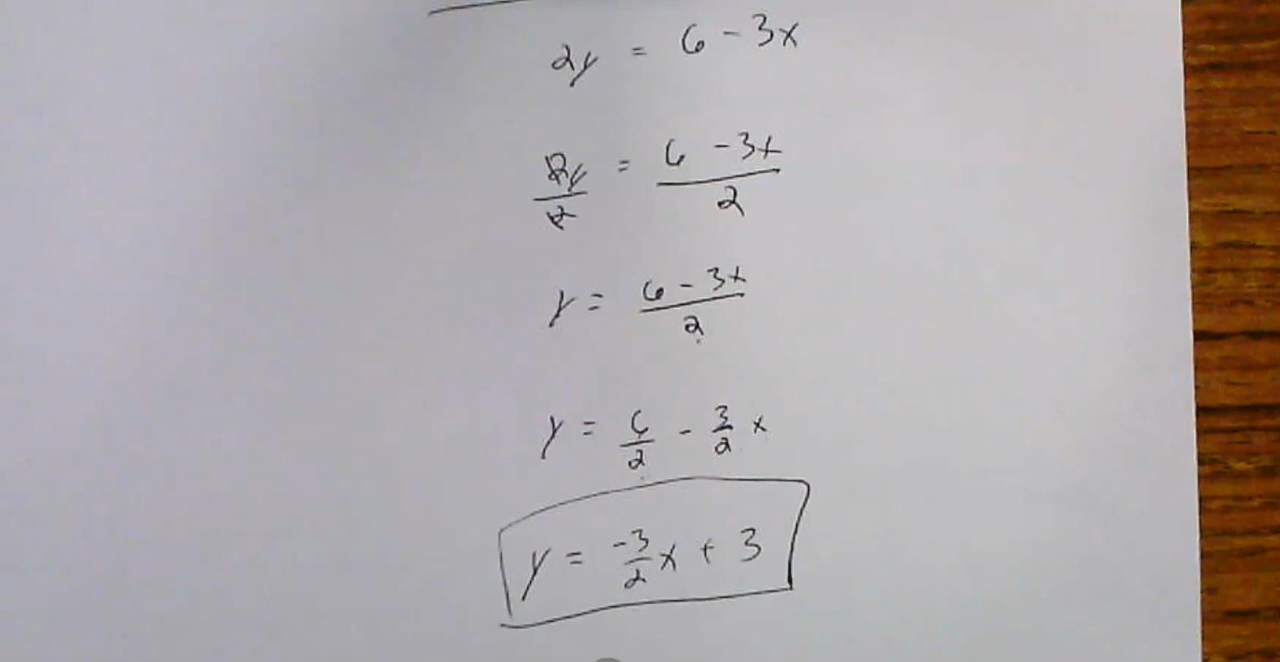 2y = 6 - 3x
2y/2 = 6 - 3x/2
y = 6 - 3x/2
y = 6/2 - 3/2 x
y = -3/2 x + 3